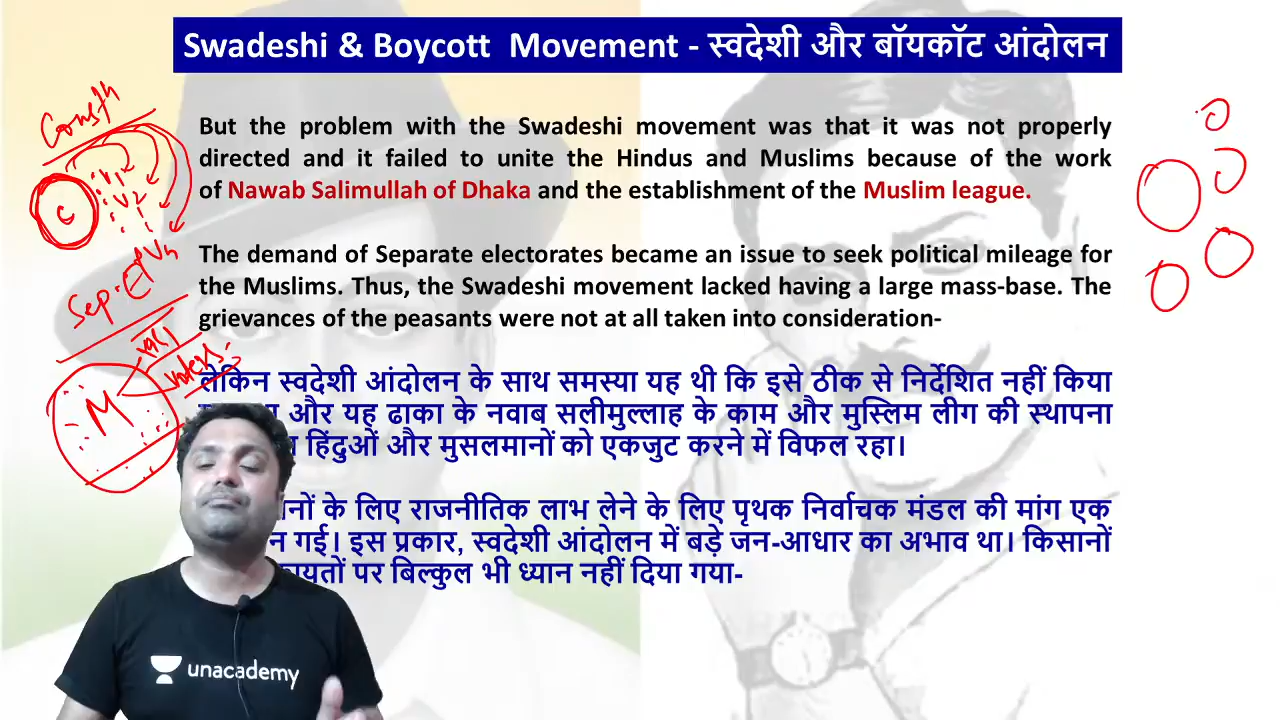 Swadeshi & Boycott Movement - स्वदेशी और बॉयकॉट आंदोलन
But the problem with the Swadeshi movement was that it was not properly
directed and it failed to unite the Hindus and Muslims because of the work
of Nawab Salimullah of Dhaka and the establishment of the Muslim league.
The demand of Separate electorates became an issue to seek political mileage for
the Muslims. Thus, the Swadeshi movement lacked having a large mass-base. The
grievances of the peasants were not at all taken into consideration-
लेकिन स्वदेशी आंदोलन के साथ समस्या यह थी कि इसे ठीक से निर्देशित नहीं किया
और यह ढाका के नवाब सलीमुल्लाह के काम और मुस्लिम लीग की स्थापना
हिंदुओं और मुसलमानों को एकजुट करने में विफल रहा।
के लिए राजनीतिक लाभ लेने के लिए पृथक निर्वाचक मंडल की मांग एक
गई। इस प्रकार, स्वदेशी आंदोलन में बड़े जन-आधार का अभाव था। किसानों
पर बिल्कुल भी ध्यान नहीं दिया गया-
C
V1
V2
Sep.
M
voters
unacademy